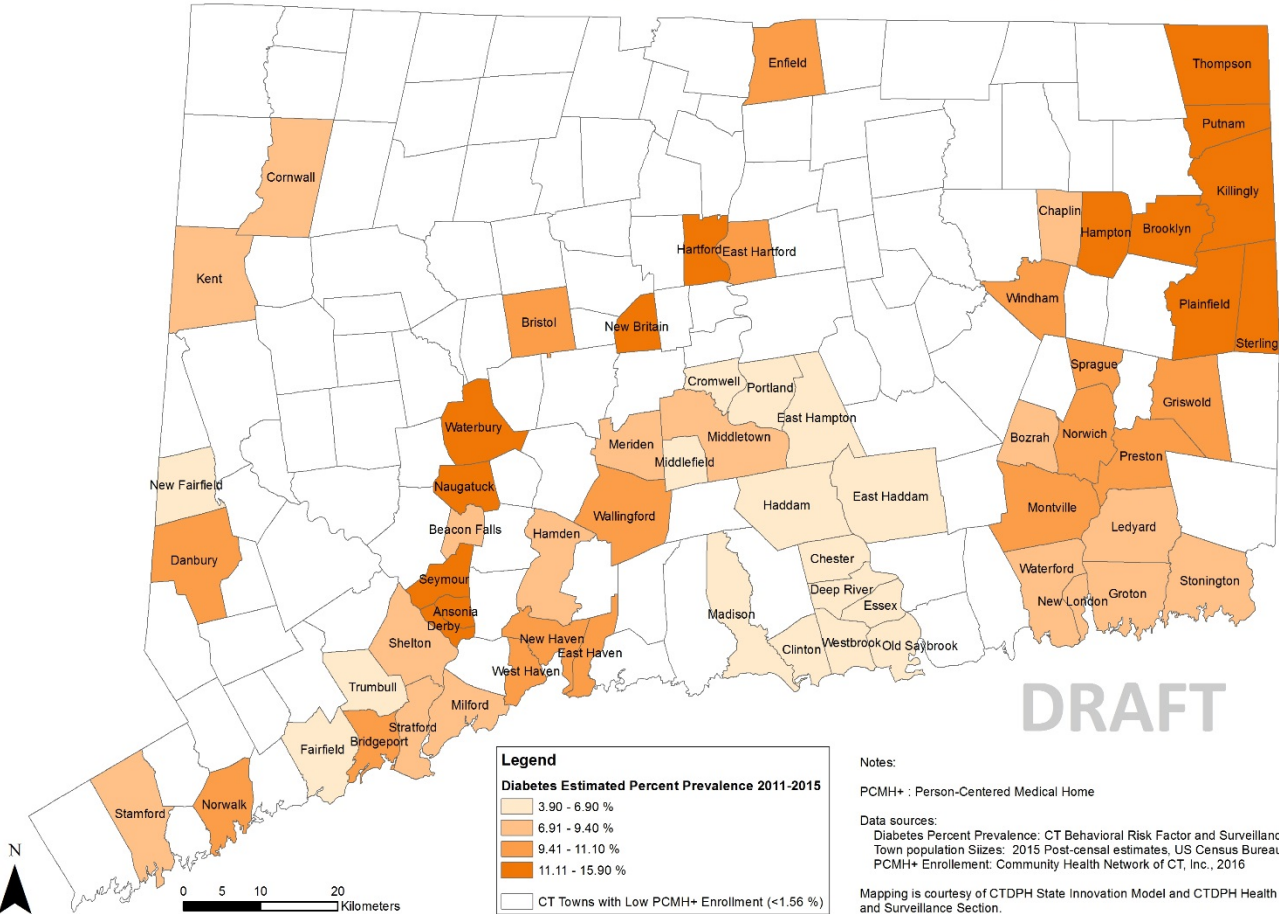 Enfield
Thompson
Putnam
Killingly
Cornwall
Chaplin
Hampton
Brooklyn
Hartford
East Hartford
Kent
Windham
Plainfield
Sterling
Bristol
New Britain
Sprague
Cromwell
Portland
East Hampton
Griswold
Waterbury
Meriden
Middletown
Bozrah
Norwich
Preston
Middlefield
New Fairfield
Naugatuck
Haddam
East Haddam
Wallingford
Montville
Beacon Falls
Hamden
Ledyard
Danbury
Chester
Seymour
Deep River
Waterford
Stonington
Essex
New London
Groton
Ansonia
Derby
Madison
Shelton
New Haven
East Haven
Clinton
Westbrook
Old Saybrook
West Haven
Trumbull
Milford
Stratford
Bridgeport
Fairfield
Norwalk
Stamford
DRAFT
Legend
Diabetes Estimated Percent Prevalence 2011-2015
3.90 - 6.90 %
6.91 - 9.40 %
9.41 - 11.10 %
11.11 - 15.90 %
CT Towns with Low PCMH+ Enrollment (<1.56 %)
N
0 5 10 20
Kilometers
Notes:
PCMH+ : Person-Centered Medical Home
Data sources:
Diabetes Percent Prevalence: CT Behavioral Risk Factor and Surveillanc
Town population Siizes: 2015 Post-censal estimates, US Census Bureau
PCMH+ Enrollment: Community Health Network of CT, Inc., 2016
Mapping is courtesy of CTDPH State Innovation Model and CTDPH Health
and Surveillance Section.